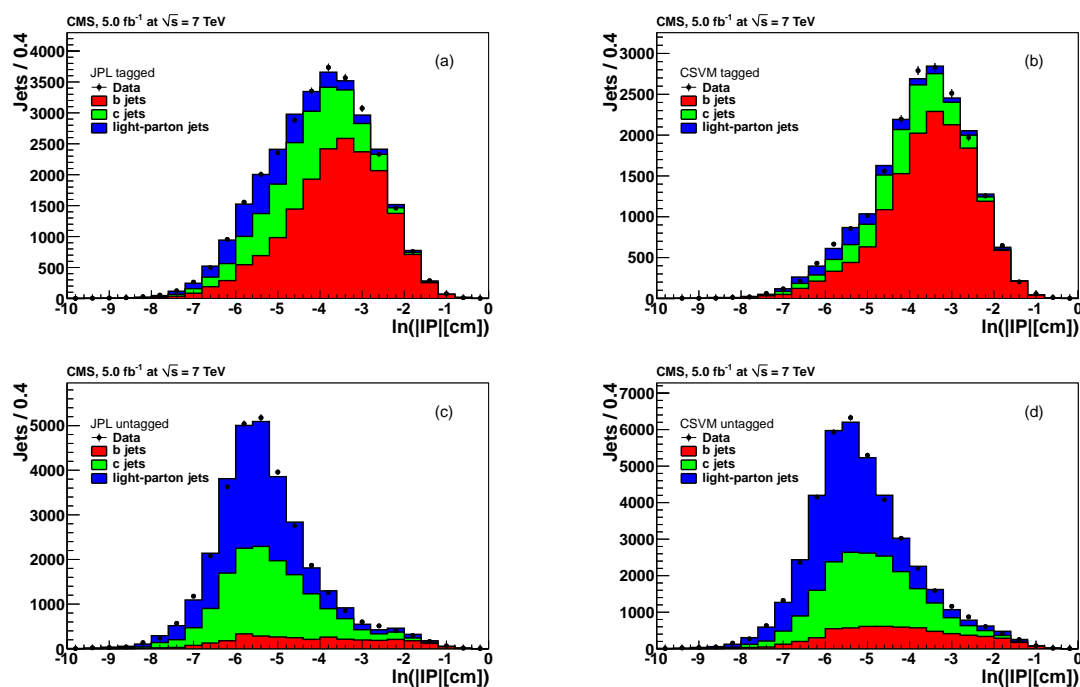 CMS, 5.0 fb⁻¹ at √s = 7 TeV
Jets / 0.4
(a)
JPL tagged
Data
b jets
c jets
light-parton jets
4000
3500
3000
2500
2000
1500
1000
500
0
-10 -9 -8 -7 -6 -5 -4 -3 -2 -1 0
ln(|IP|[cm])
CMS, 5.0 fb⁻¹ at √s = 7 TeV
Jets / 0.4
(b)
CSVM tagged
Data
b jets
c jets
light-parton jets
3000
2500
2000
1500
1000
500
0
-10 -9 -8 -7 -6 -5 -4 -3 -2 -1 0
ln(|IP|[cm])
CMS, 5.0 fb⁻¹ at √s = 7 TeV
Jets / 0.4
(c)
JPL untagged
Data
b jets
c jets
light-parton jets
5000
4000
3000
2000
1000
0
-10 -9 -8 -7 -6 -5 -4 -3 -2 -1 0
ln(|IP|[cm])
CMS, 5.0 fb⁻¹ at √s = 7 TeV
Jets / 0.4
(d)
CSVM untagged
Data
b jets
c jets
light-parton jets
7000
6000
5000
4000
3000
2000
1000
0
-10 -9 -8 -7 -6 -5 -4 -3 -2 -1 0
ln(|IP|[cm])